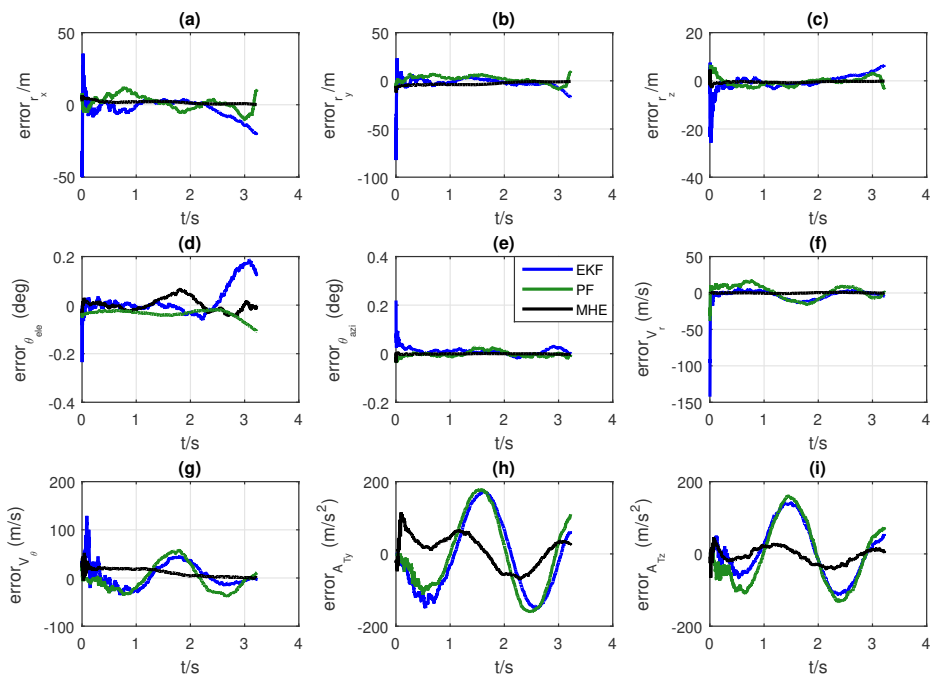 (a) (b) (c)
50 50 20
error r_x /m 0 error r_y /m 0 error r_z /m 0
-50 -20
-50 -100 -40
0 1 2 3 4 0 1 2 3 4 0 1 2 3 4
t/s t/s t/s
(d) (e) (f)
0.2 0.4 50
EKF
PF
MHE
error θ_ele (deg) 0 error θ_azi (deg) 0.2 error V_r (m/s) 0
-50
-0.2 0 -100
-0.4 -0.2 -150
0 1 2 3 4 0 1 2 3 4 0 1 2 3 4
t/s t/s t/s
(g) (h) (i)
200 200 200
error V_θ (m/s) 100 error A_Ty (m/s²) error A_Tz (m/s²)
0 0 0
-100 -200 -200
0 1 2 3 4 0 1 2 3 4 0 1 2 3 4
t/s t/s t/s